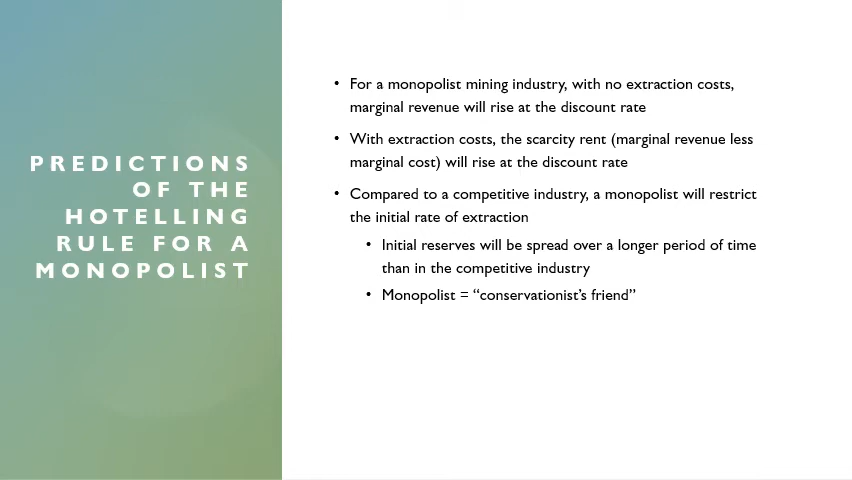 PREDICTIONS
OF THE
HOTELLING
RULE FOR A
MONOPOLIST
• For a monopolist mining industry, with no extraction costs,
marginal revenue will rise at the discount rate
• With extraction costs, the scarcity rent (marginal revenue less
marginal cost) will rise at the discount rate
• Compared to a competitive industry, a monopolist will restrict
the initial rate of extraction
• Initial reserves will be spread over a longer period of time
than in the competitive industry
• Monopolist = “conservationist’s friend”